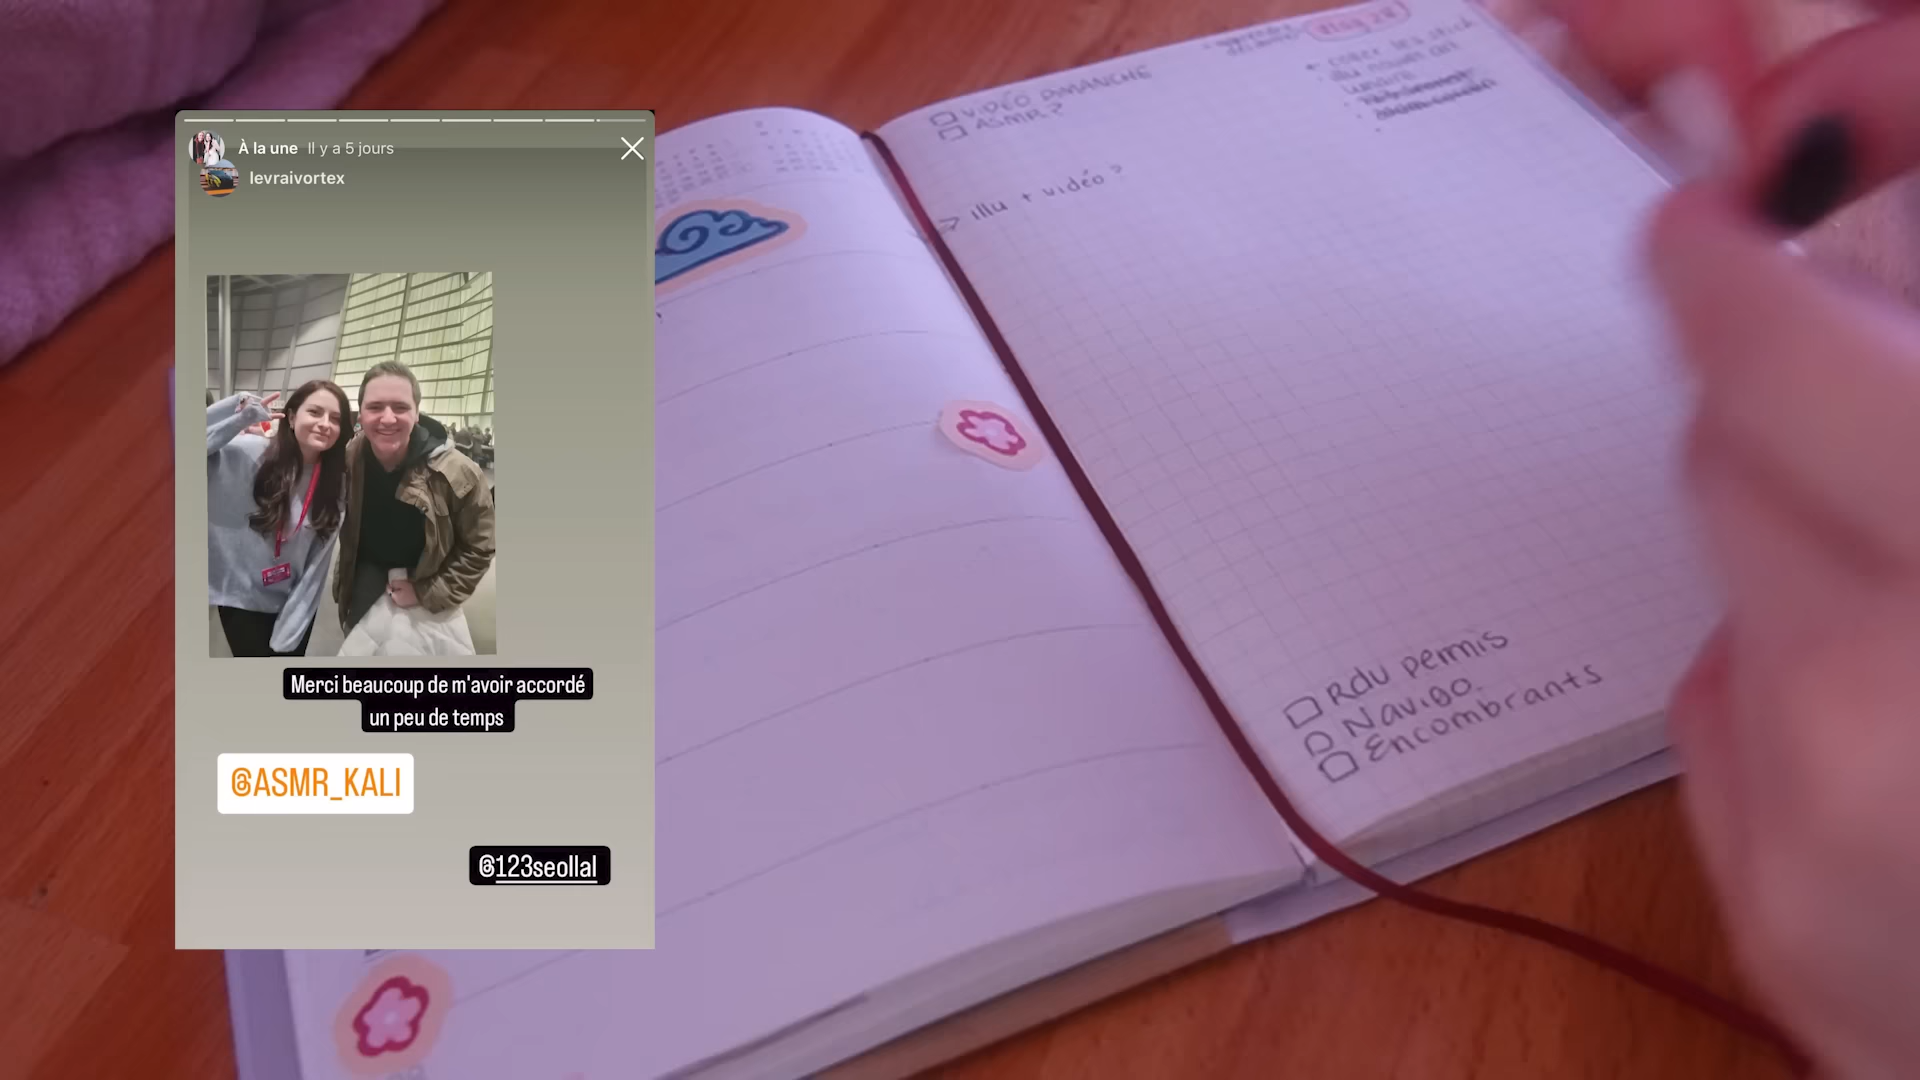 À la une Il y a 5 jours
levraivortex
Merci beaucoup de m'avoir accordé
un peu de temps
@ASMR_KALI
@123seollal
VIDÉO DIMANCHE
ASMR?
illu + vidéo?
Rdv permis
Navigo
Encombrants